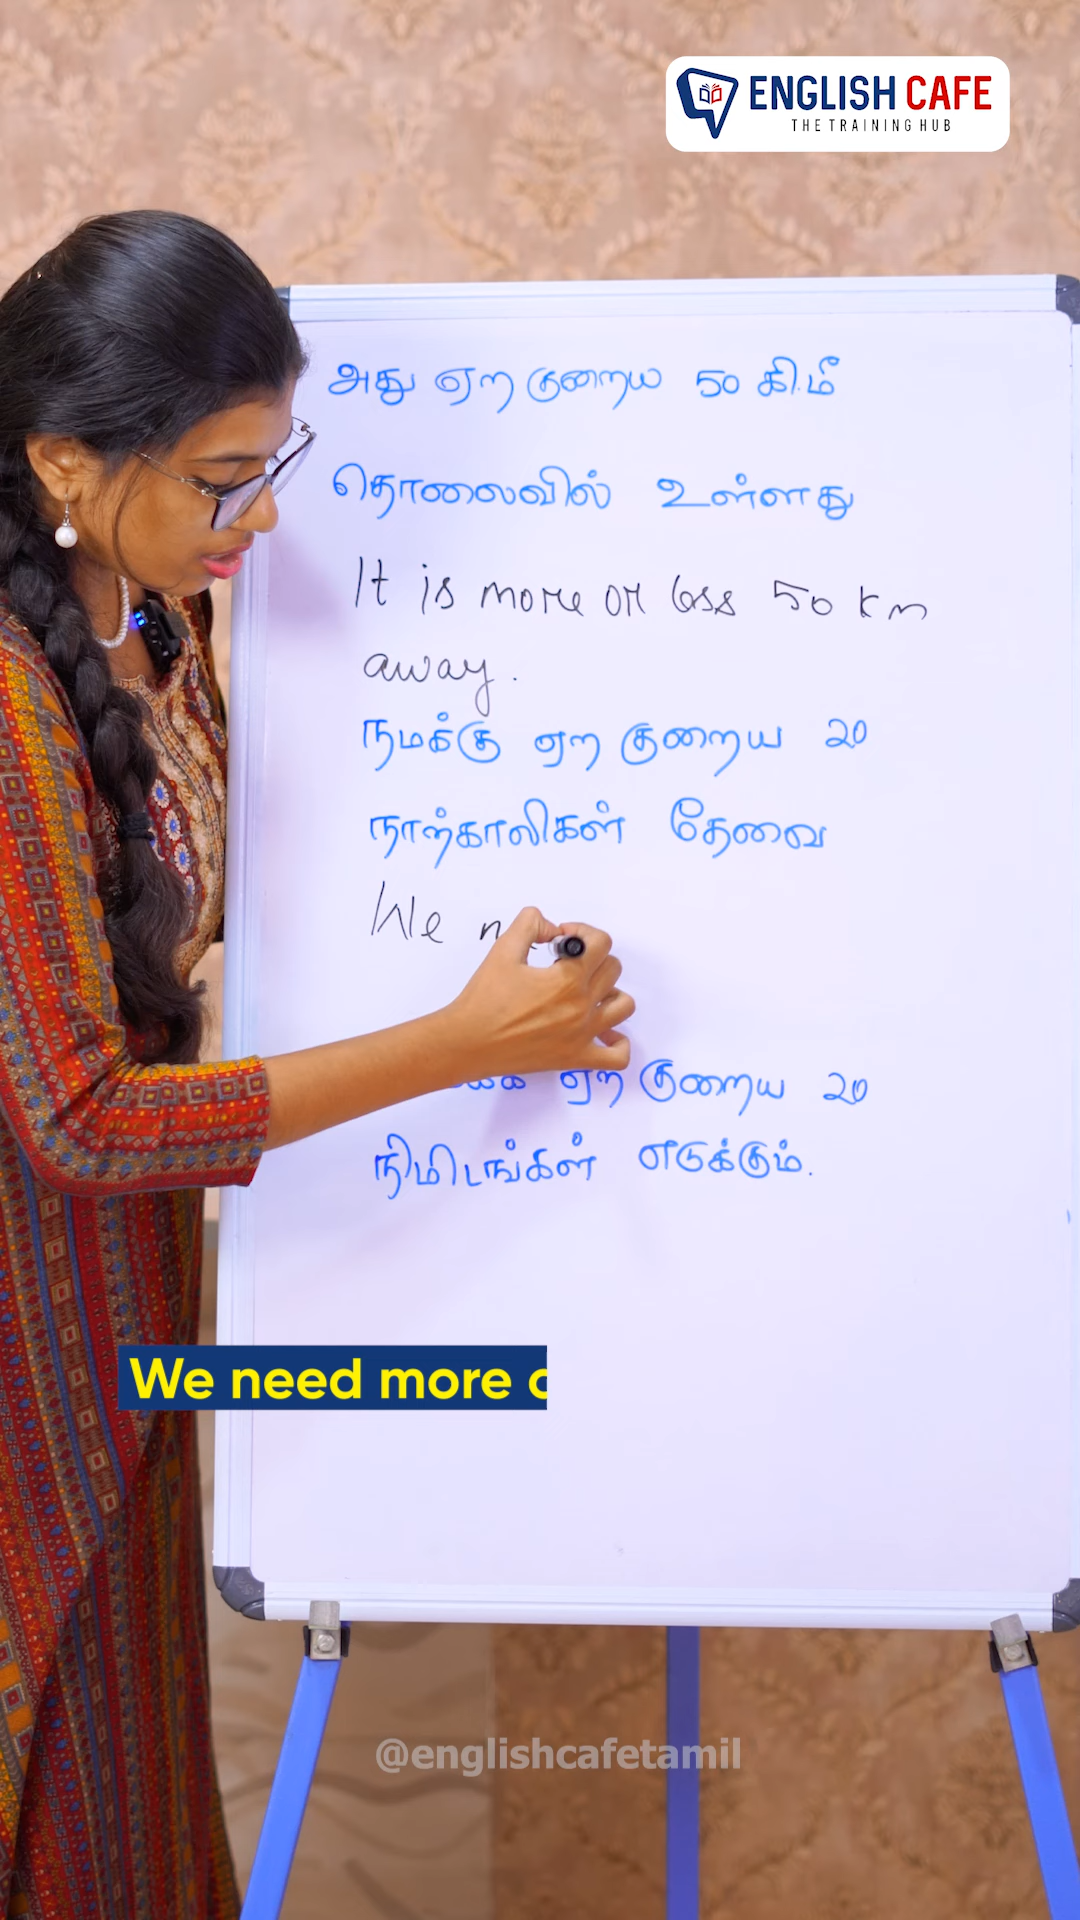 ENGLISH CAFE
THE TRAINING HUB
அது ஏற குறைய 50 கி.மீ
தொலைவில் உள்ளது
It is more or less 50 km
away.
நமக்கு ஏற குறைய 20
நாற்காலிகள் தேவை
We
ஏற குறைய 20
நிமிடங்கள் எடுக்கும்.
We need more
@englishcafetamil